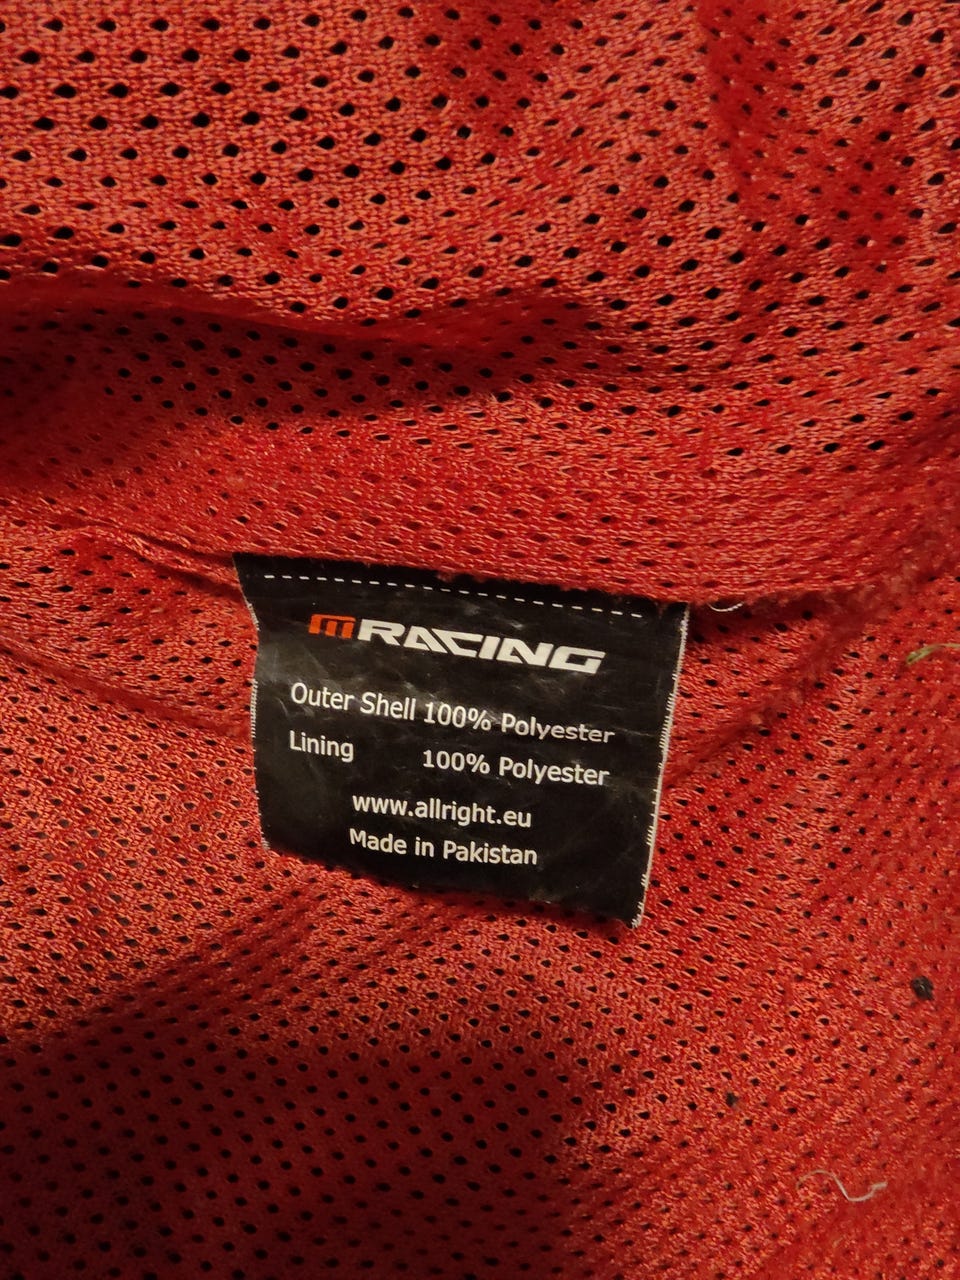 m RACING
Outer Shell 100% Polyester
Lining 100% Polyester
www.allright.eu
Made in Pakistan